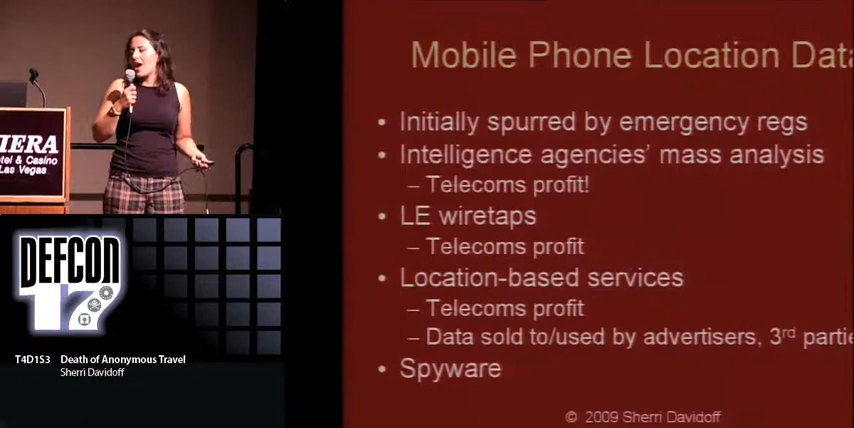 IERA
tel & Casino
Las Vegas
DEFCON
17
T4D1S3 Death of Anonymous Travel
Sherri Davidoff
Mobile Phone Location Data
• Initially spurred by emergency regs
• Intelligence agencies' mass analysis
– Telecoms profit!
• LE wiretaps
– Telecoms profit
• Location-based services
– Telecoms profit
– Data sold to/used by advertisers, 3rd partie
• Spyware
© 2009 Sherri Davidoff